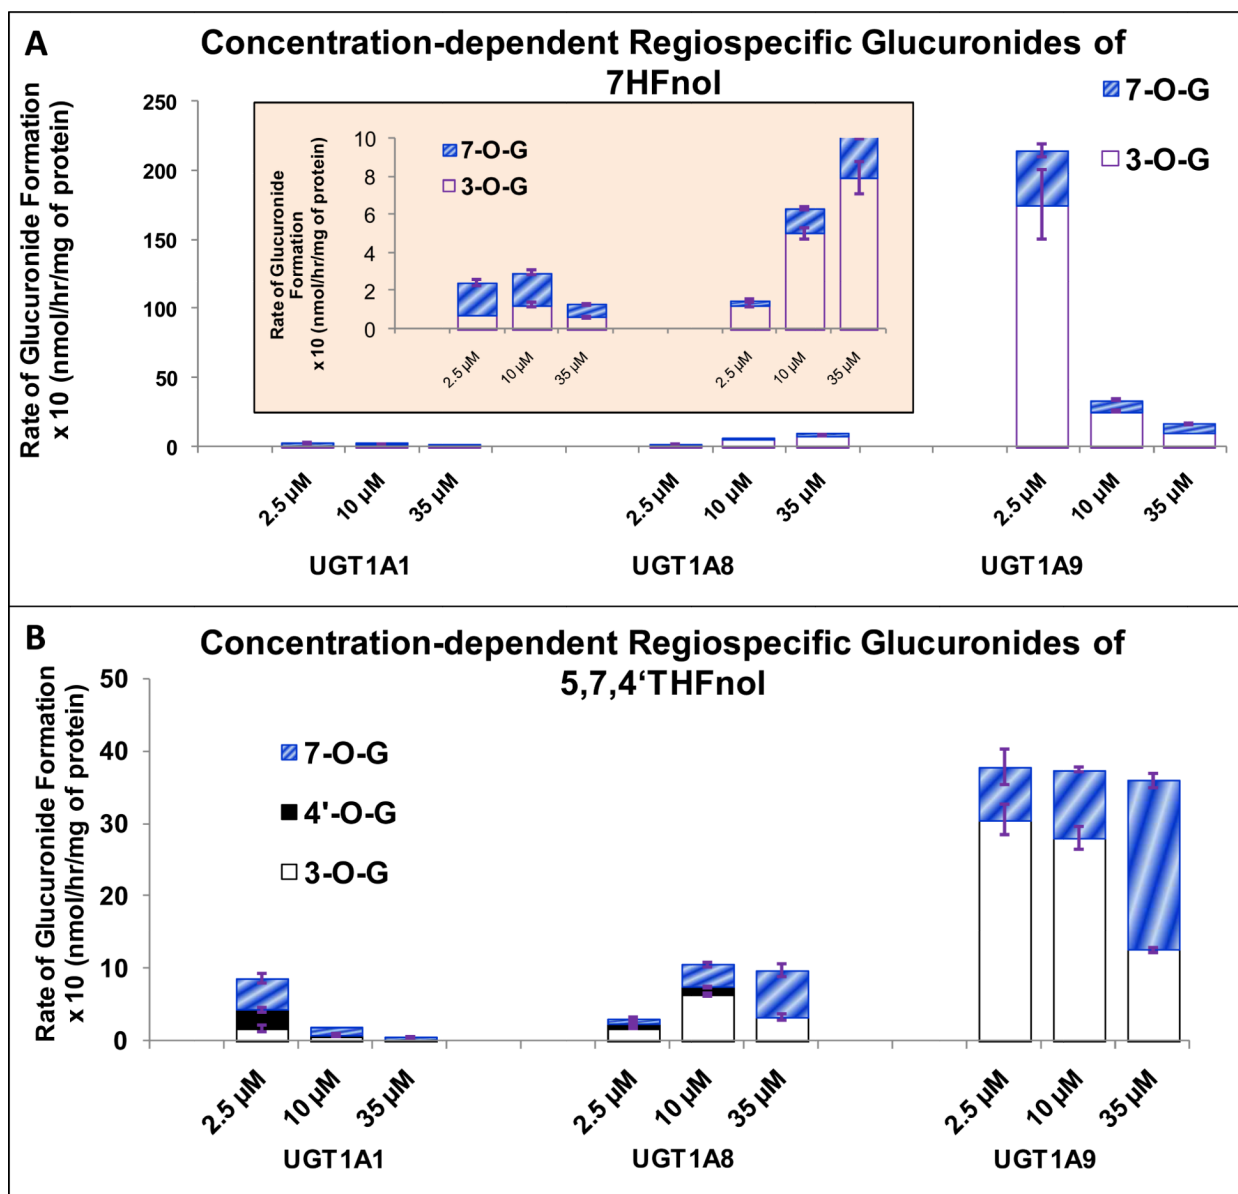 A
Concentration-dependent Regiospecific Glucuronides of
7HFnol
Rate of Glucuronide Formation
x 10 (nmol/hr/mg of protein)
250
200
150
100
50
0
7-O-G
3-O-G
Rate of Glucuronide
Formation
x 10 (nmol/hr/mg of protein)
10
8
6
4
2
0
7-O-G
3-O-G
2.5 µM
10 µM
35 µM
2.5 µM
10 µM
35 µM
2.5 µM
10 µM
35 µM
2.5 µM
10 µM
35 µM
2.5 µM
10 µM
35 µM
UGT1A1
UGT1A8
UGT1A9
B
Concentration-dependent Regiospecific Glucuronides of
5,7,4‘THFnol
Rate of Glucuronide Formation
x 10 (nmol/hr/mg of protein)
50
40
30
20
10
0
7-O-G
4'-O-G
3-O-G
2.5 µM
10 µM
35 µM
2.5 µM
10 µM
35 µM
2.5 µM
10 µM
35 µM
UGT1A1
UGT1A8
UGT1A9